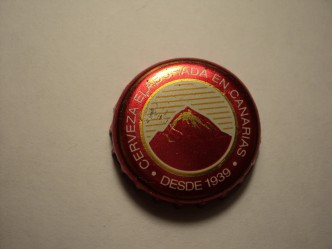 CERVEZA ELABORADA EN CANARIAS
• DESDE 1939 •